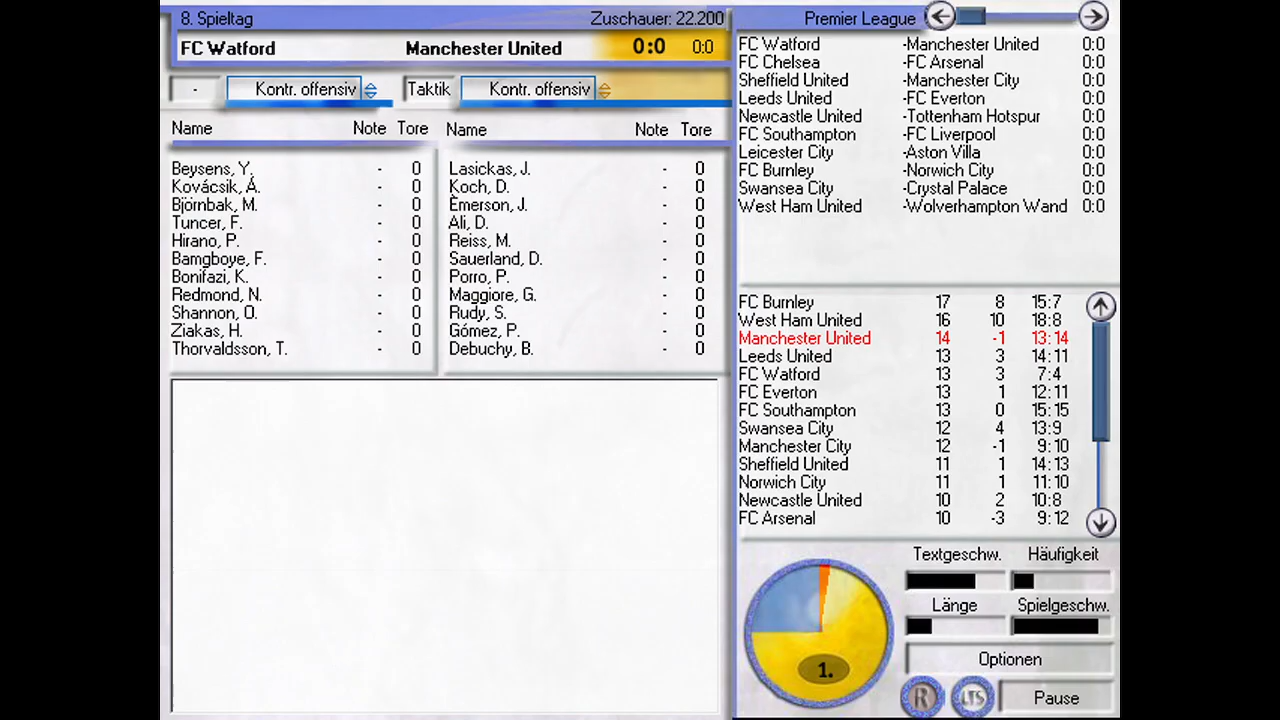 8. Spieltag Zuschauer: 22.200
FC Watford Manchester United 0:0 0:0
- Kontr. offensiv Taktik Kontr. offensiv
Name Note Tore Name Note Tore
Beysens, Y. - 0 Lasickas, J. - 0
Kovácsik, Á. - 0 Koch, D. - 0
Björnbak, M. - 0 Èmerson, J. - 0
Tuncer, F. - 0 Ali, D. - 0
Hirano, P. - 0 Reiss, M. - 0
Bamgboye, F. - 0 Sauerland, D. - 0
Bonifazi, K. - 0 Porro, P. - 0
Redmond, N. - 0 Maggiore, G. - 0
Shannon, O. - 0 Rudy, S. - 0
Ziakas, H. - 0 Gómez, P. - 0
Thorvaldsson, T. - 0 Debuchy, B. - 0
Premier League
FC Watford -Manchester United 0:0
FC Chelsea -FC Arsenal 0:0
Sheffield United -Manchester City 0:0
Leeds United -FC Everton 0:0
Newcastle United -Tottenham Hotspur 0:0
FC Southampton -FC Liverpool 0:0
Leicester City -Aston Villa 0:0
FC Burnley -Norwich City 0:0
Swansea City -Crystal Palace 0:0
West Ham United -Wolverhampton Wand 0:0
FC Burnley 17 8 15:7
West Ham United 16 10 18:8
Manchester United 14 -1 13:14
Leeds United 13 3 14:11
FC Watford 13 3 7:4
FC Everton 13 1 12:11
FC Southampton 13 0 15:15
Swansea City 12 4 13:9
Manchester City 12 -1 9:10
Sheffield United 11 1 14:13
Norwich City 11 1 11:10
Newcastle United 10 2 10:8
FC Arsenal 10 -3 9:12
Textgeschw. Häufigkeit
Länge Spielgeschw.
1.
Optionen
R LTS Pause